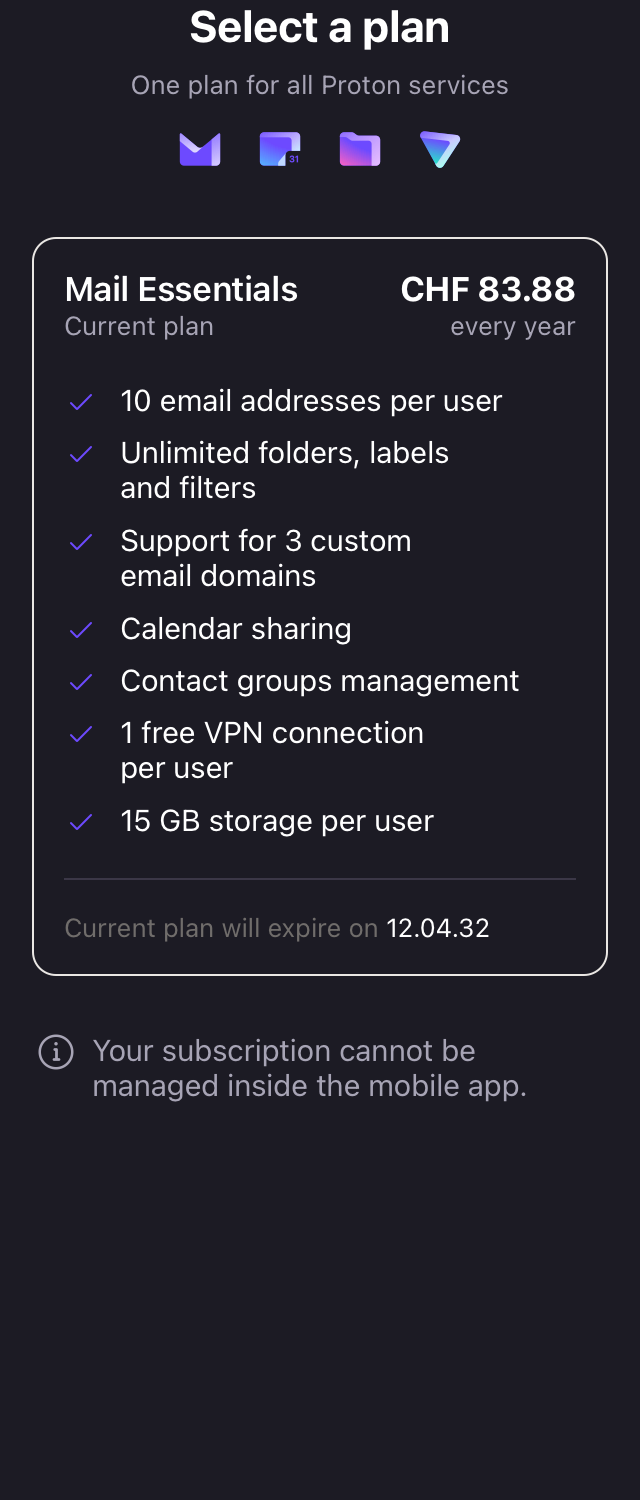 Select a plan
One plan for all Proton services
31
Mail Essentials
CHF 83.88
Current plan
every year
10 email addresses per user
Unlimited folders, labels
and filters
Support for 3 custom
email domains
Calendar sharing
Contact groups management
1 free VPN connection
per user
15 GB storage per user
Current plan will expire on 12.04.32
Your subscription cannot be
managed inside the mobile app.